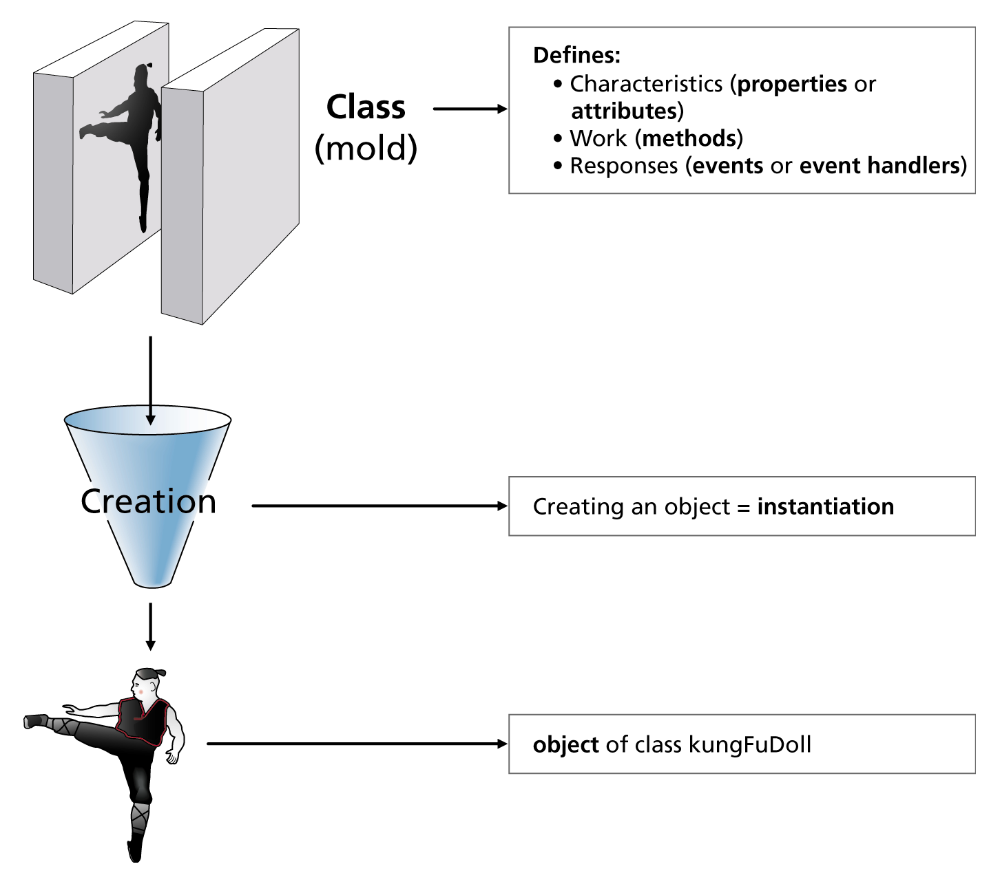 Class
(mold)
Defines:
• Characteristics (properties or
attributes)
• Work (methods)
• Responses (events or event handlers)
Creation
Creating an object = instantiation
object of class kungFuDoll